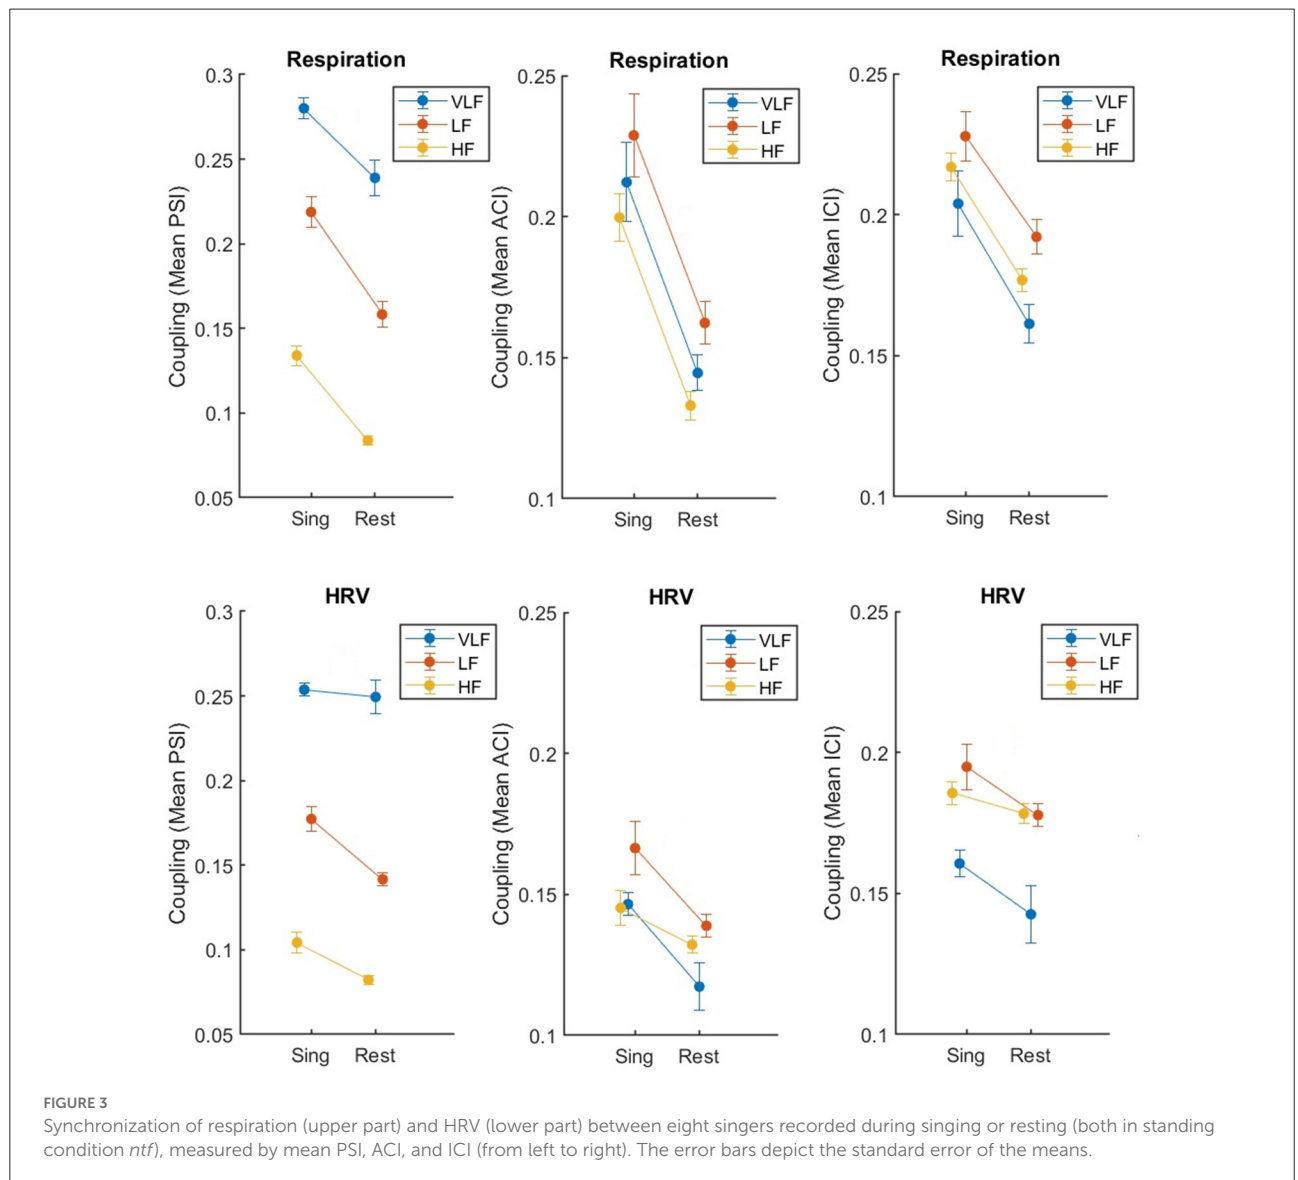 Respiration
0.3
0.25
0.2
0.15
0.1
0.05
Coupling (Mean PSI)
VLF
LF
HF
Sing Rest
Respiration
0.25
0.2
0.15
0.1
Coupling (Mean ACI)
VLF
LF
HF
Sing Rest
Respiration
0.25
0.2
0.15
0.1
Coupling (Mean ICI)
VLF
LF
HF
Sing Rest
HRV
0.3
0.25
0.2
0.15
0.1
0.05
Coupling (Mean PSI)
VLF
LF
HF
Sing Rest
HRV
0.25
0.2
0.15
0.1
Coupling (Mean ACI)
VLF
LF
HF
Sing Rest
HRV
0.25
0.2
0.15
0.1
Coupling (Mean ICI)
VLF
LF
HF
Sing Rest
FIGURE 3
Synchronization of respiration (upper part) and HRV (lower part) between eight singers recorded during singing or resting (both in standing
condition ntf), measured by mean PSI, ACI, and ICI (from left to right). The error bars depict the standard error of the means.